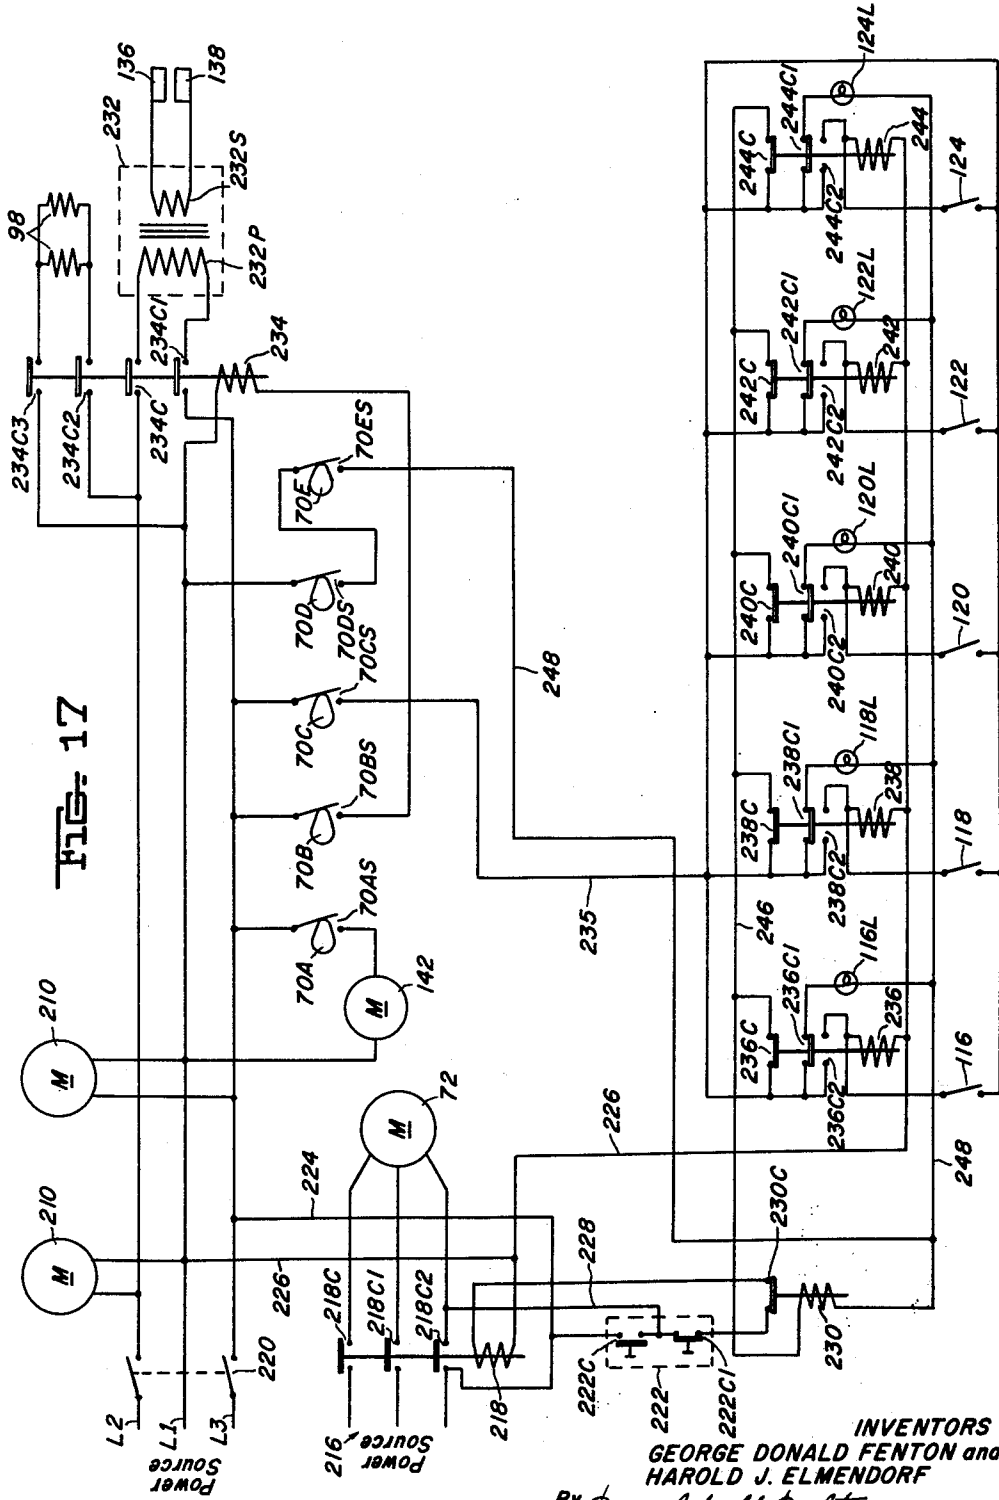 FIG- 17
136
138
232
232S
232P
98
234C3
234C2
234C
234C1
234
70ES
70E
70D
70DS
70CS
70C
70BS
70B
70AS
70A
142
210
M
M
210
M
72
M
224
226
226
228
248
235
L2
L1
L3
220
Power Source
216
Power Source
218C
218C1
218C2
218
222C
222
222C1
230C
230
246
248
236C
236C1
236C2
236
116L
116
238C
238C1
238C2
238
118L
118
240C
240C1
240C2
240
120L
120
242C
242C1
242C2
242
122L
122
244C
244C1
244C2
244
124L
124
INVENTORS
GEORGE DONALD FENTON and
HAROLD J. ELMENDORF
By